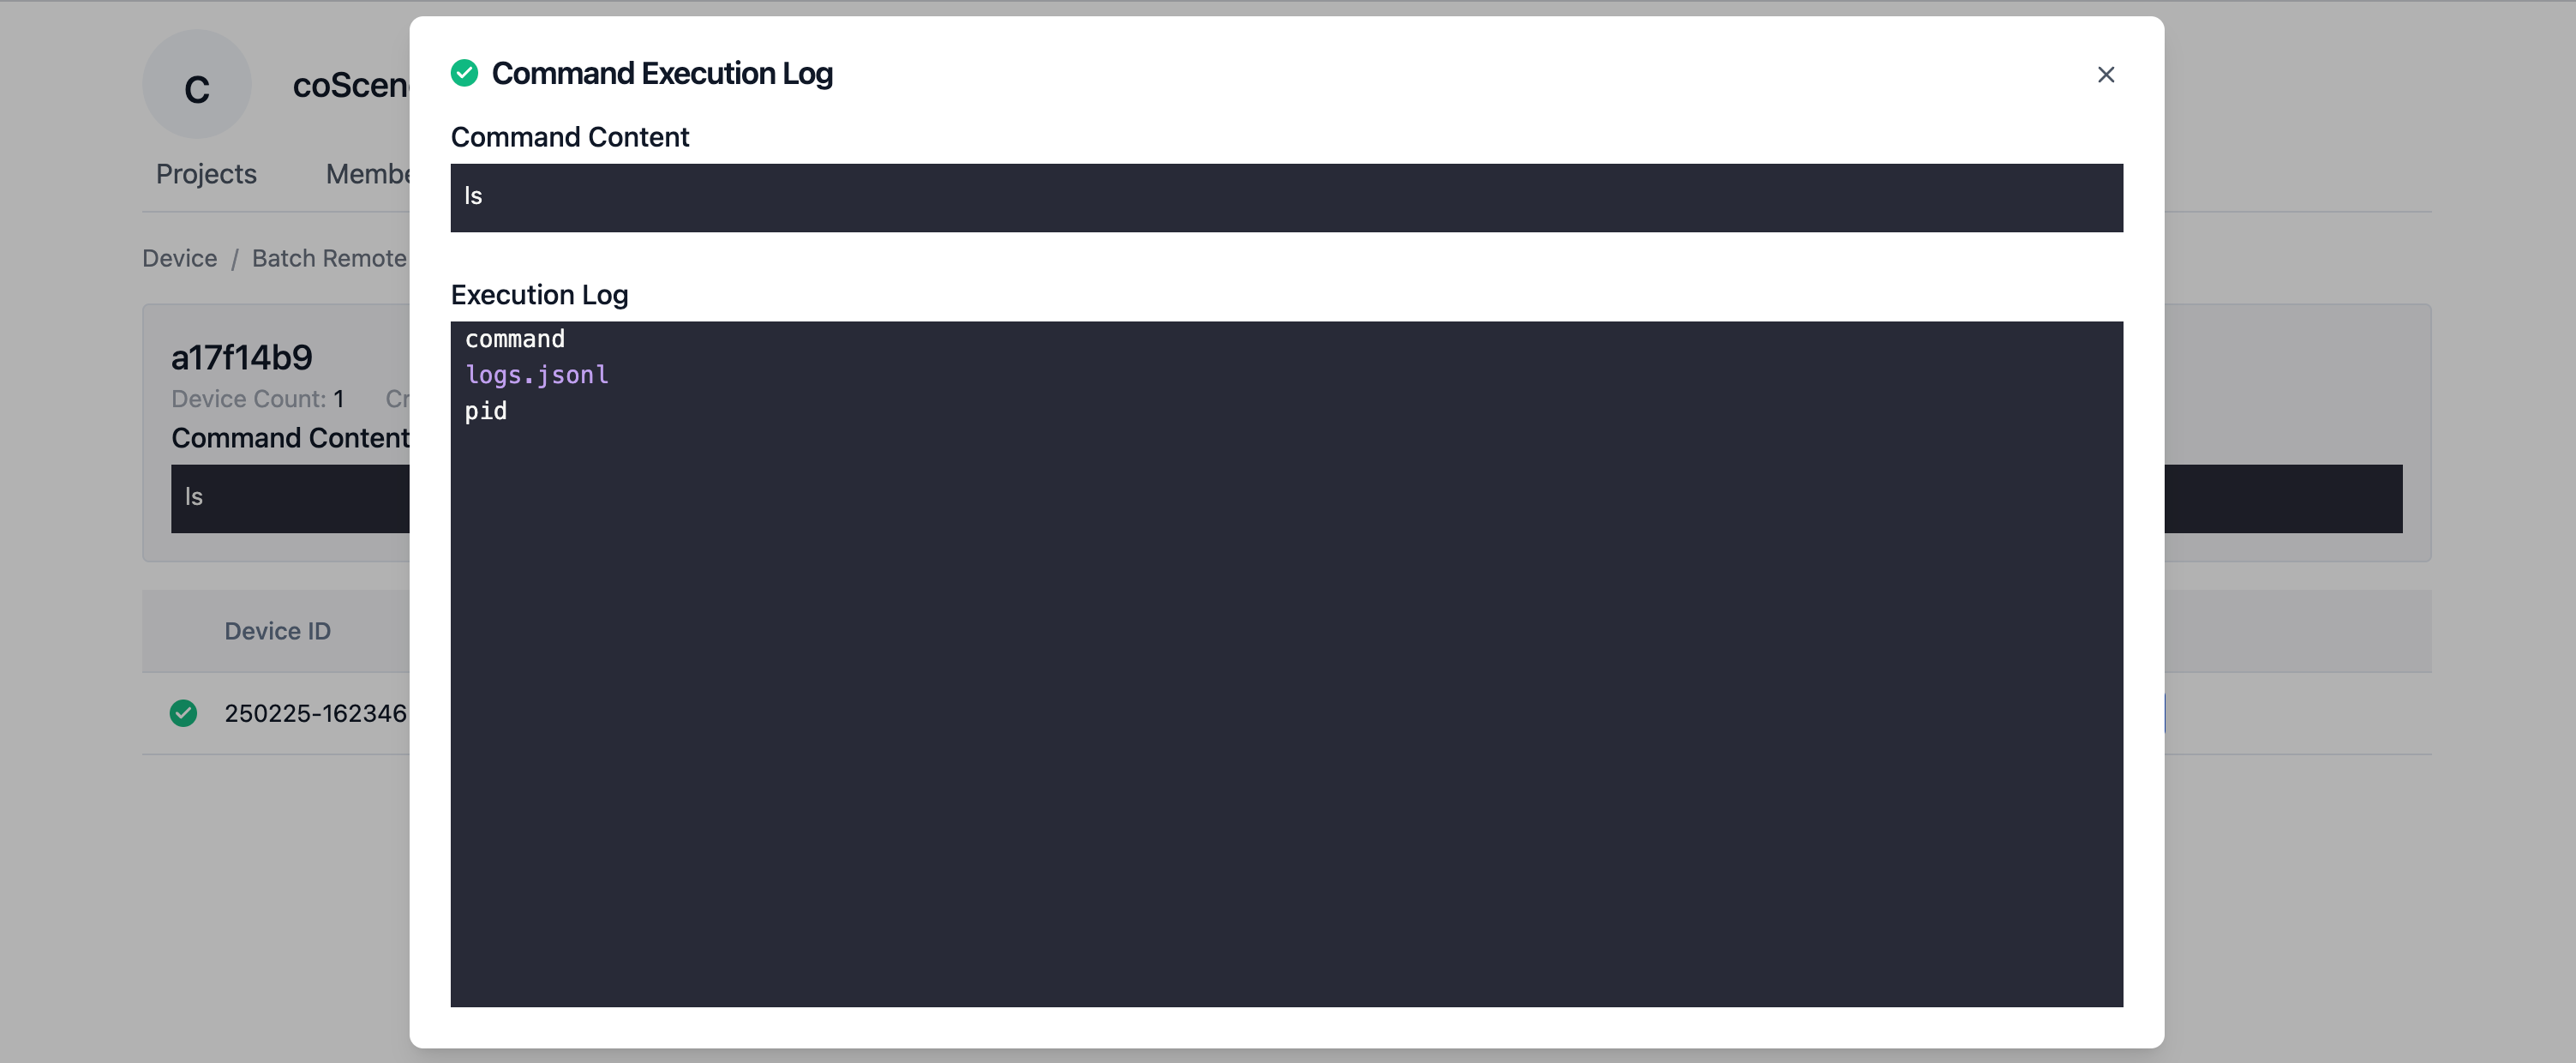 C
coScen
Projects Membe
Device / Batch Remote
a17f14b9
Device Count: 1 Cr
Command Content
ls
Device ID
250225-162346
Command Execution Log
Command Content
ls
Execution Log
command
logs.jsonl
pid